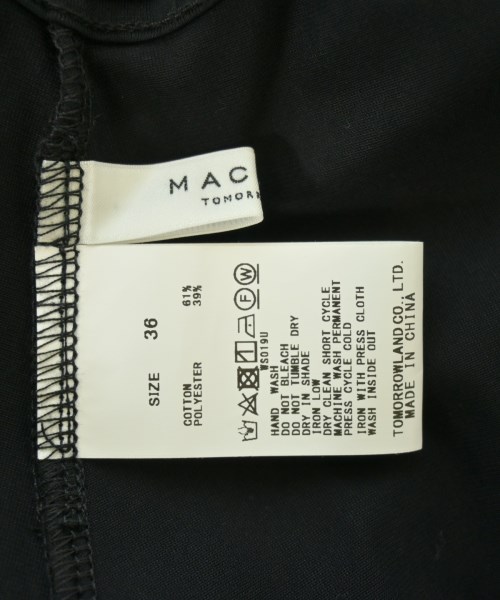 MAC
TOMORR
SIZE 36
COTTON 61%
POLYESTER 39%
WS019U
HAND WASH
DO NOT BLEACH
DO NOT TUMBLE DRY
DRY IN SHADE
IRON LOW
DRY CLEAN SHORT CYCLE
MACHINE WASH PERMANENT
PRESS CYCLE COLD
IRON WITH PRESS CLOTH
WASH INSIDE OUT
TOMORROWLAND CO., LTD.
MADE IN CHINA